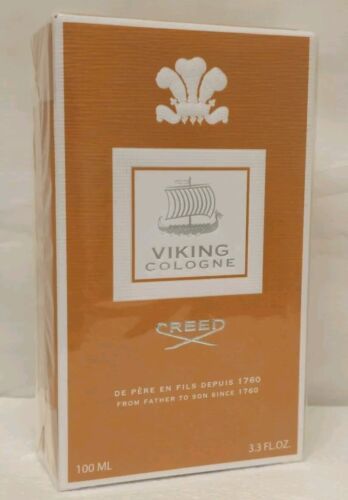 VIKING
COLOGNE
CREED
DE PÈRE EN FILS DEPUIS 1760
FROM FATHER TO SON SINCE 1760
100 ML
3.3 FL.OZ.